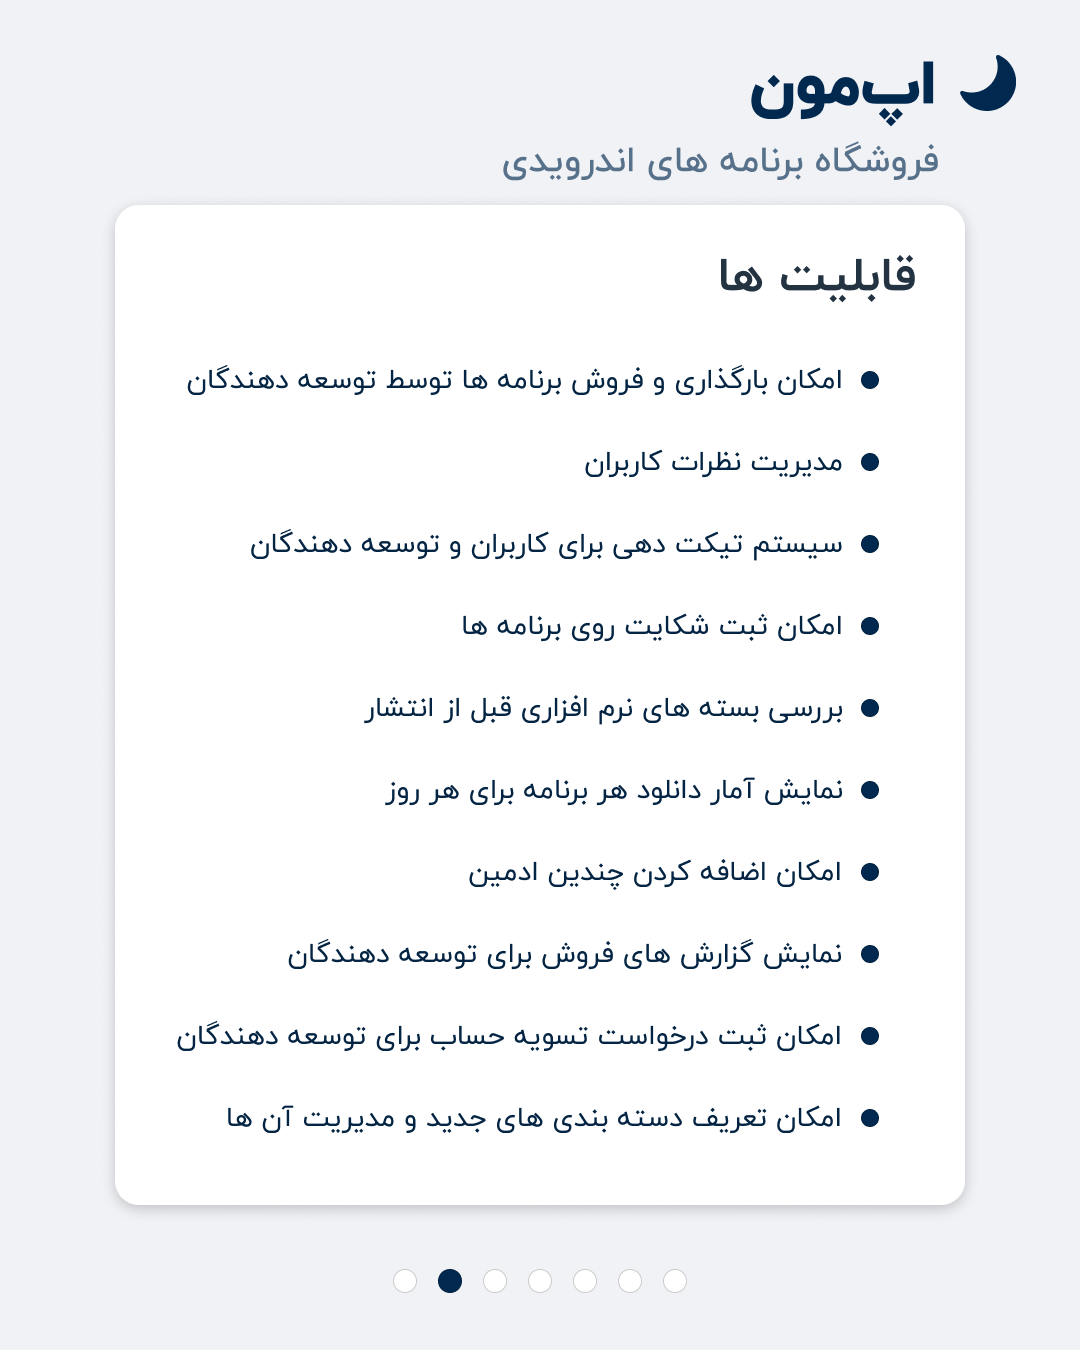 اپ‌مون
فروشگاه برنامه های اندرویدی
قابلیت ها
امکان بارگذاری و فروش برنامه ها توسط توسعه دهندگان
مدیریت نظرات کاربران
سیستم تیکت دهی برای کاربران و توسعه دهندگان
امکان ثبت شکایت روی برنامه ها
بررسی بسته های نرم افزاری قبل از انتشار
نمایش آمار دانلود هر برنامه برای هر روز
امکان اضافه کردن چندین ادمین
نمایش گزارش های فروش برای توسعه دهندگان
امکان ثبت درخواست تسویه حساب برای توسعه دهندگان
امکان تعریف دسته بندی های جدید و مدیریت آن ها